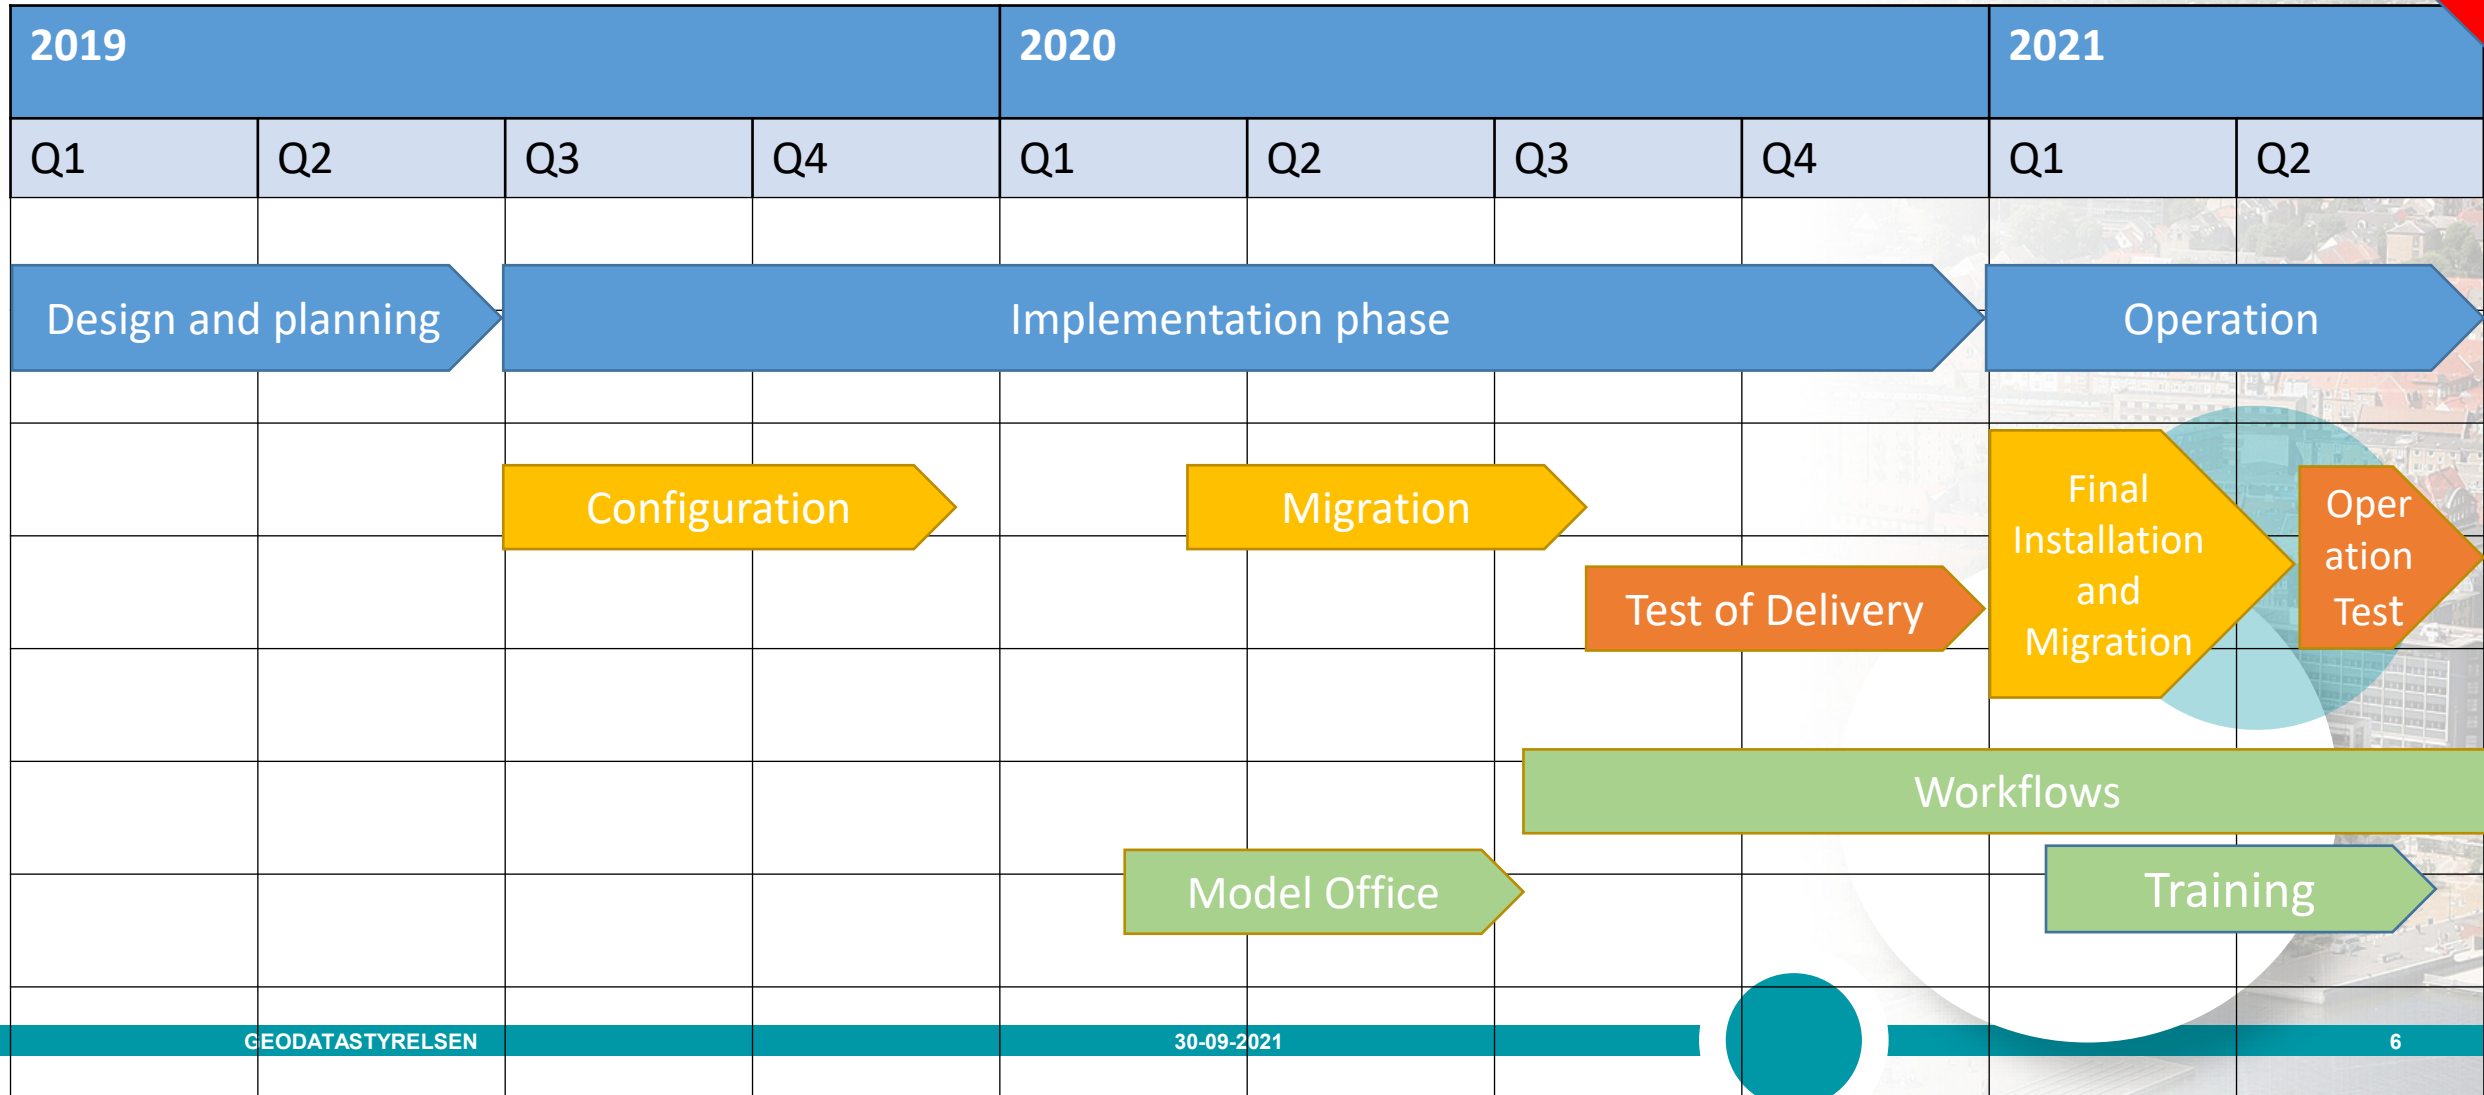 2019 2020 2021
Q1 Q2 Q3 Q4 Q1 Q2 Q3 Q4 Q1 Q2
Design and planning
Implementation phase
Operation
Configuration
Migration
Final
Installation
and
Migration
Oper
ation
Test
Test of Delivery
Workflows
Model Office
Training
GEODATASTYRELSEN 30-09-2021 6